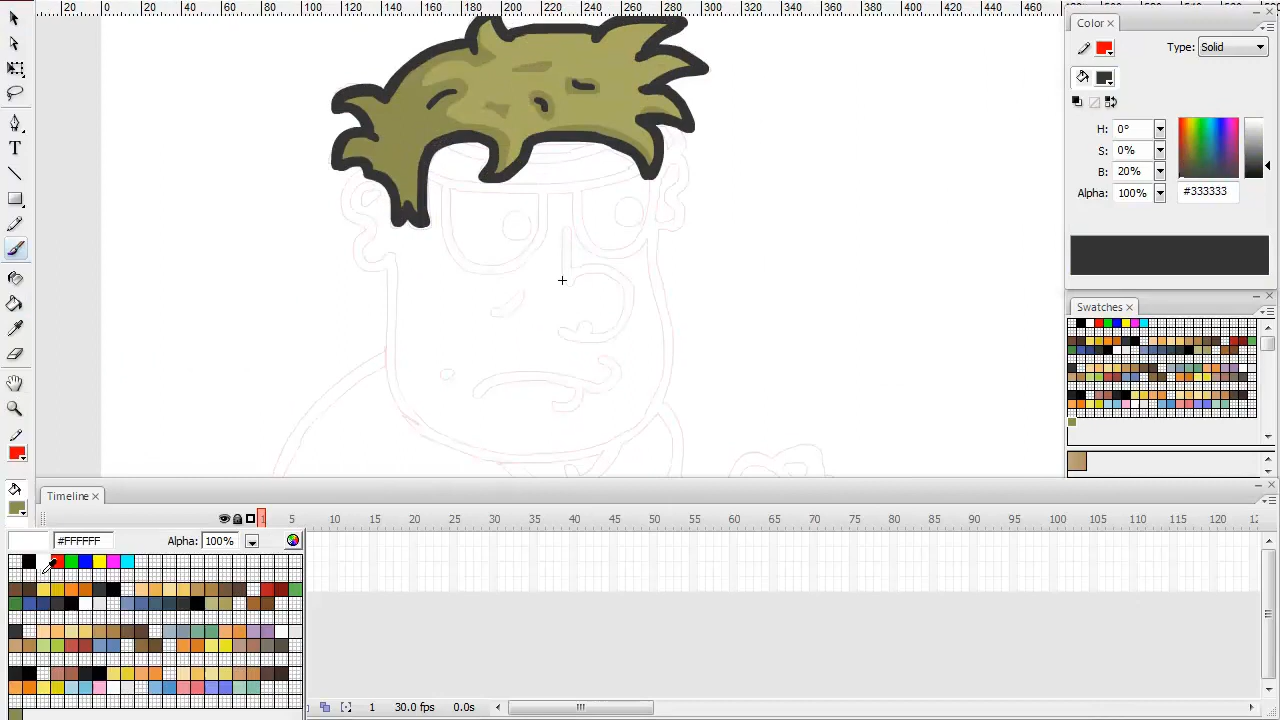 20 0 20 40 60 80 100 120 140 160 180 200 220 240 260 280 300 320 340 360 380 400 420 440 460 480
Color ×
Type: Solid
H: 0°
S: 0%
B: 20%
Alpha: 100%
#333333
Swatches ×
T
Timeline ×
1 5 10 15 20 25 30 35 40 45 50 55 60 65 70 75 80 85 90 95 100 105 110 115 120
#FFFFFF Alpha: 100%
1 30.0 fps 0.0s